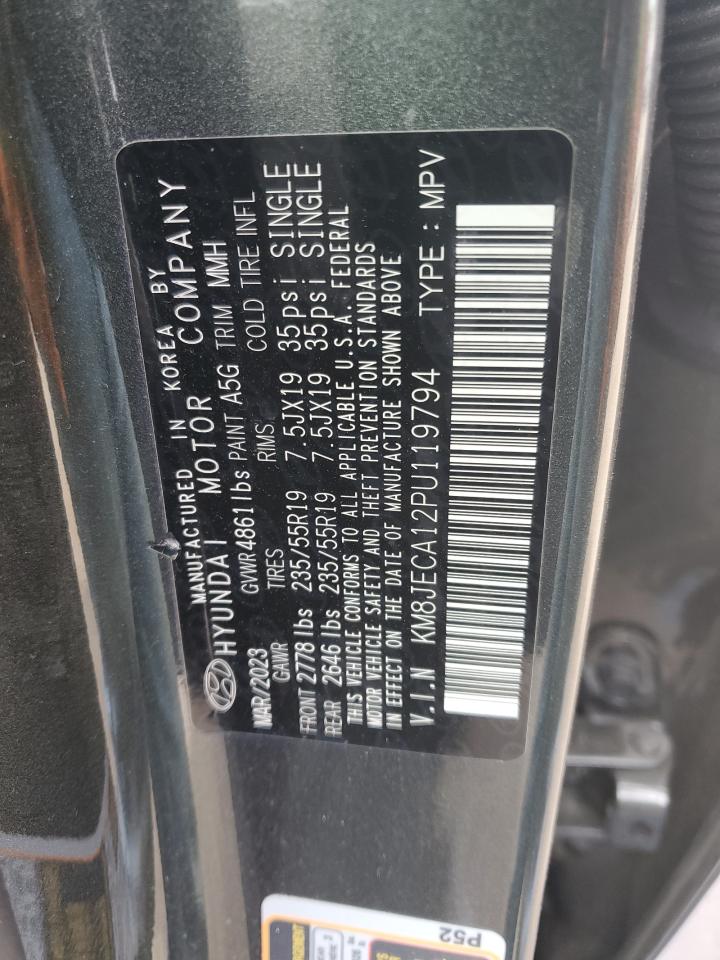 MANUFACTURED IN KOREA BY
HYUNDAI MOTOR COMPANY
MAR/2023 GVWR 4861 lbs PAINT A5G TRIM MMH
GAWR TIRES RIMS COLD TIRE INFL
FRONT 2778 lbs 235/55R19 7.5JX19 35psi SINGLE
REAR 2646 lbs 235/55R19 7.5JX19 35psi SINGLE
THIS VEHICLE CONFORMS TO ALL APPLICABLE U.S.A. FEDERAL
MOTOR VEHICLE SAFETY AND THEFT PREVENTION STANDARDS
IN EFFECT ON THE DATE OF MANUFACTURE SHOWN ABOVE
V.I.N KM8JECA12PU119794 TYPE : MPV
P52